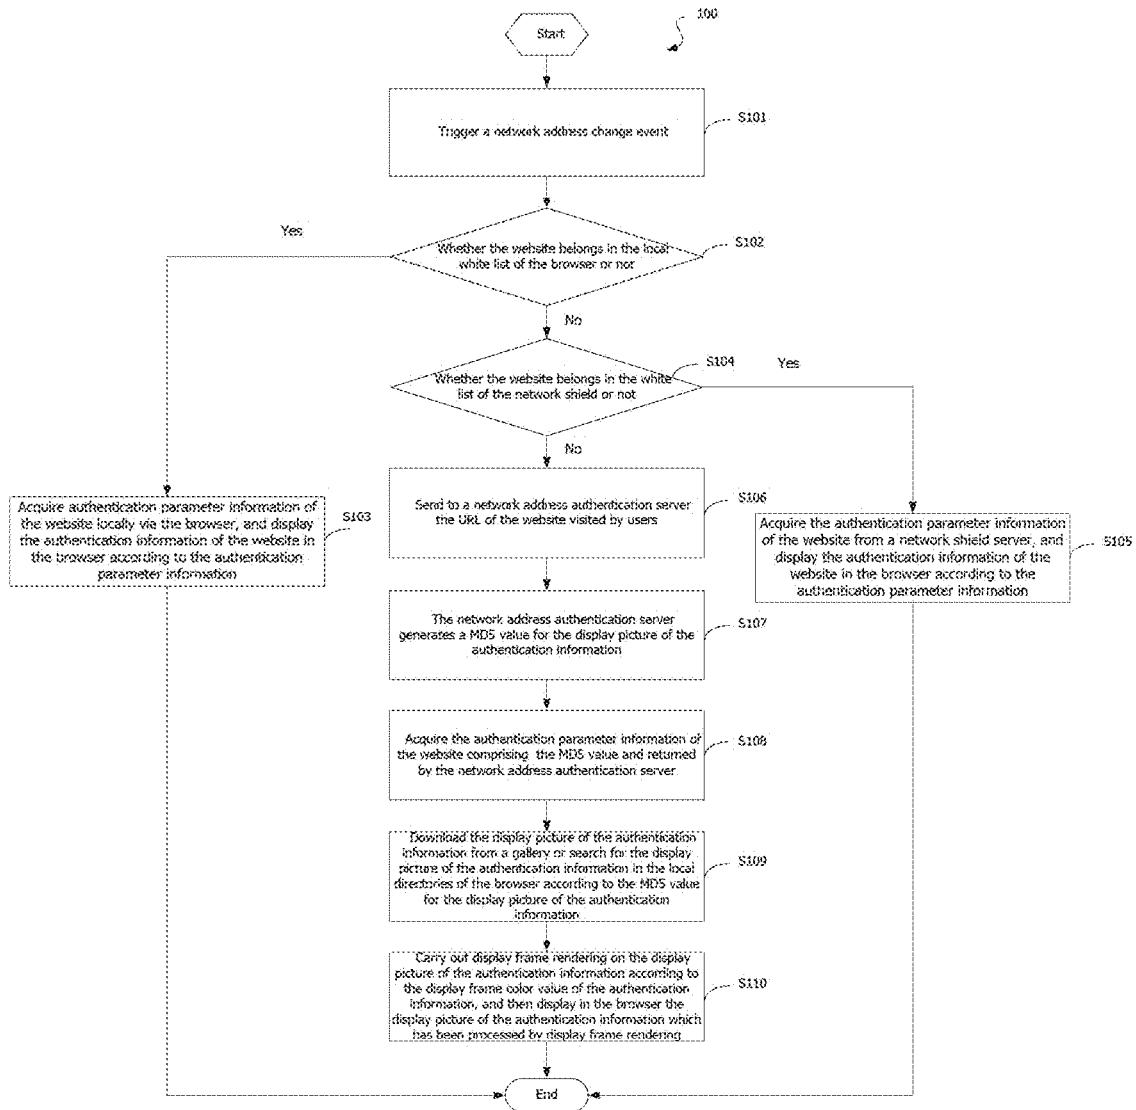 100
Start
Trigger a network address change event
S101
Yes
Whether the website belongs in the local
white list of the browser or nor
S102
No
S104
Yes
Whether the website belongs in the white
list of the network shield or not
No
Acquire authentication parameter information of
the website locally via the browser, and display
the authentication information of the website
in the browser according to the authentication
parameter information
S103
Send to a network address authentication server
the URL of the website visited by users
S106
Acquire the authentication parameter information
of the website from a network shield server, and
display the authentication information of the
website in the browser according to the
authentication parameter information
S105
The network address authentication server
generates a MD5 value for the display picture of the
authentication information
S107
Acquire the authentication parameter information of
the website comprising the MD5 value and returned
by the network address authentication server
S108
Download the display picture of the authentication
information from a gallery or search for the display
picture of the authentication information in the local
directories of the browser according to the MD5 value
for the display picture of the authentication
information
S109
Carry out display frame rendering on the display
picture of the authentication information according to
the display frame color value of the authentication
information, and then display in the browser the
display picture of the authentication information which
has been processed by display frame rendering
S110
End